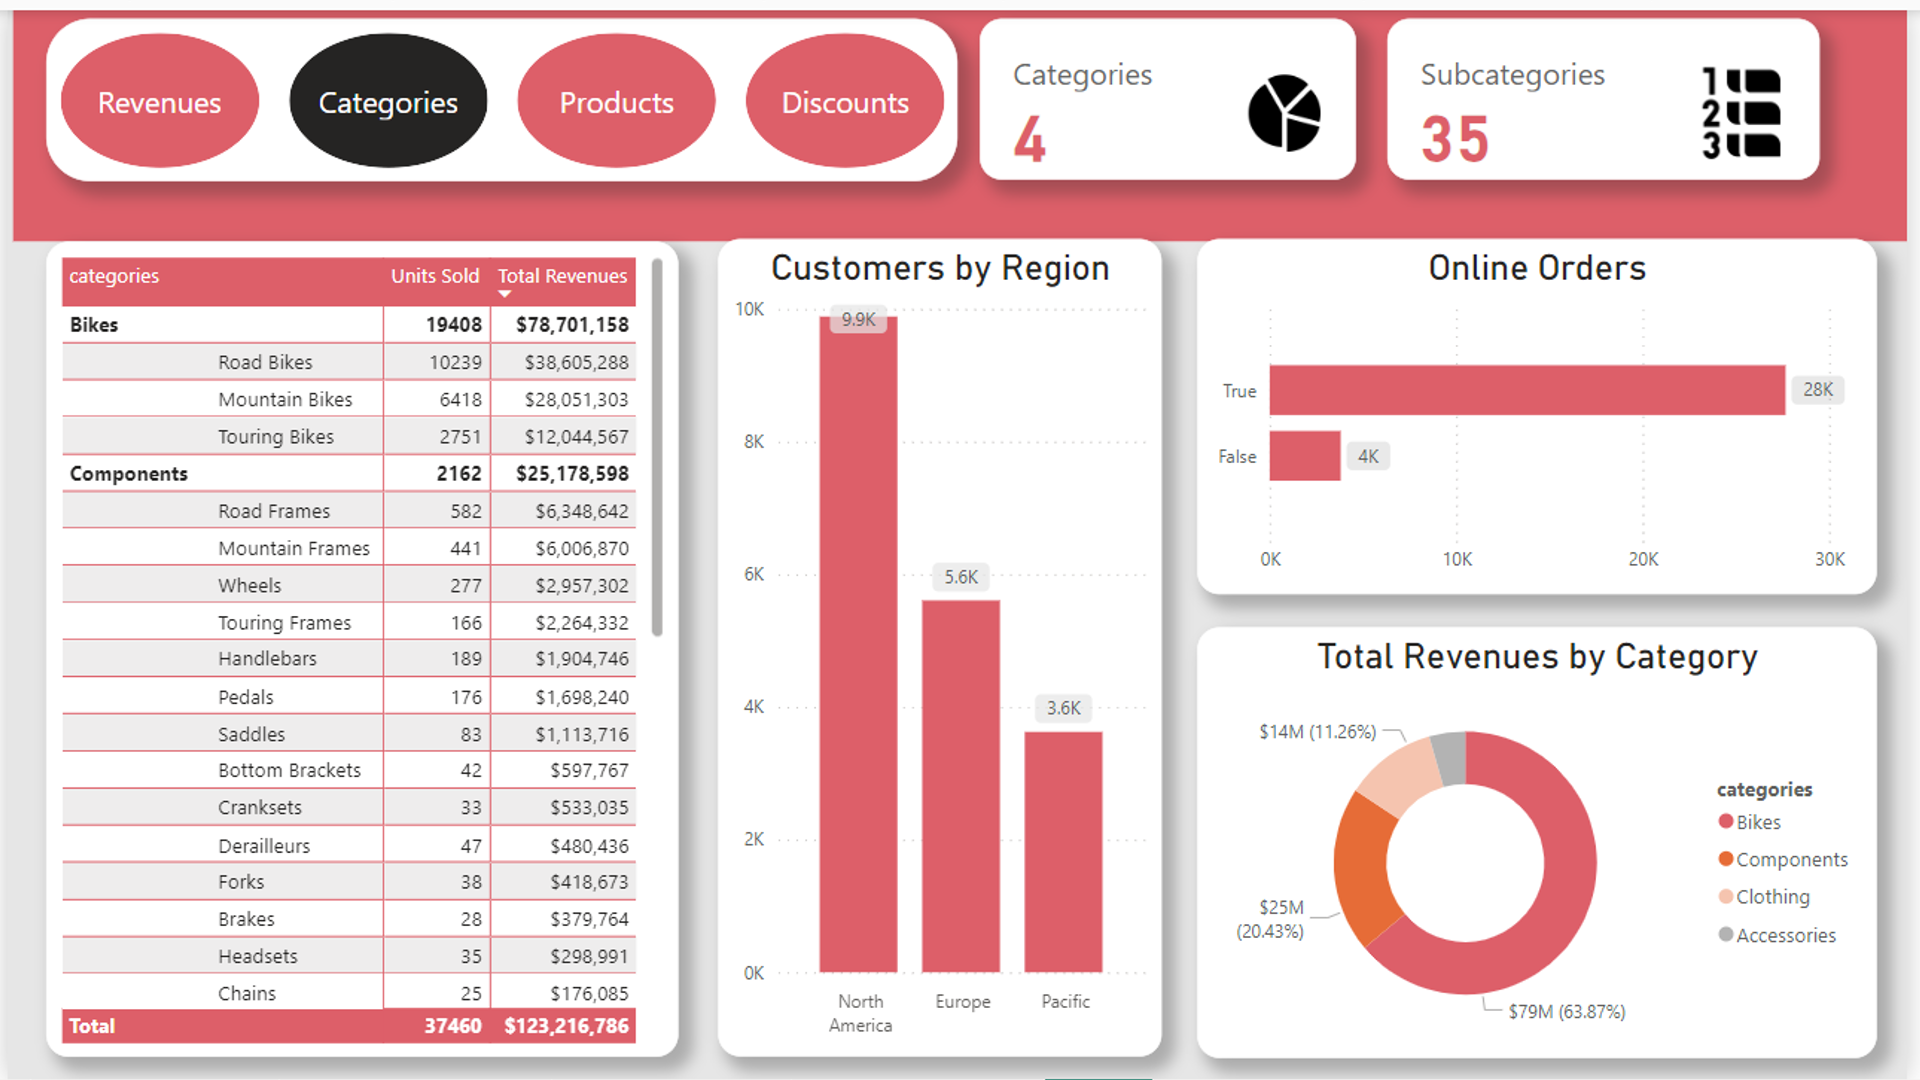 Revenues
Categories
Products
Discounts
Categories
4
Subcategories
35
1
2
3
categories Units Sold Total Revenues
Bikes 19408 $78,701,158
Road Bikes 10239 $38,605,288
Mountain Bikes 6418 $28,051,303
Touring Bikes 2751 $12,044,567
Components 2162 $25,178,598
Road Frames 582 $6,348,642
Mountain Frames 441 $6,006,870
Wheels 277 $2,957,302
Touring Frames 166 $2,264,332
Handlebars 189 $1,904,746
Pedals 176 $1,698,240
Saddles 83 $1,113,716
Bottom Brackets 42 $597,767
Cranksets 33 $533,035
Derailleurs 47 $480,436
Forks 38 $418,673
Brakes 28 $379,764
Headsets 35 $298,991
Chains 25 $176,085
Total 37460 $123,216,786
Customers by Region
10K
8K
6K
4K
2K
0K
9.9K
5.6K
3.6K
North
America
Europe
Pacific
Online Orders
True 28K
False 4K
0K 10K 20K 30K
Total Revenues by Category
$14M (11.26%)
$25M
(20.43%)
$79M (63.87%)
categories
Bikes
Components
Clothing
Accessories